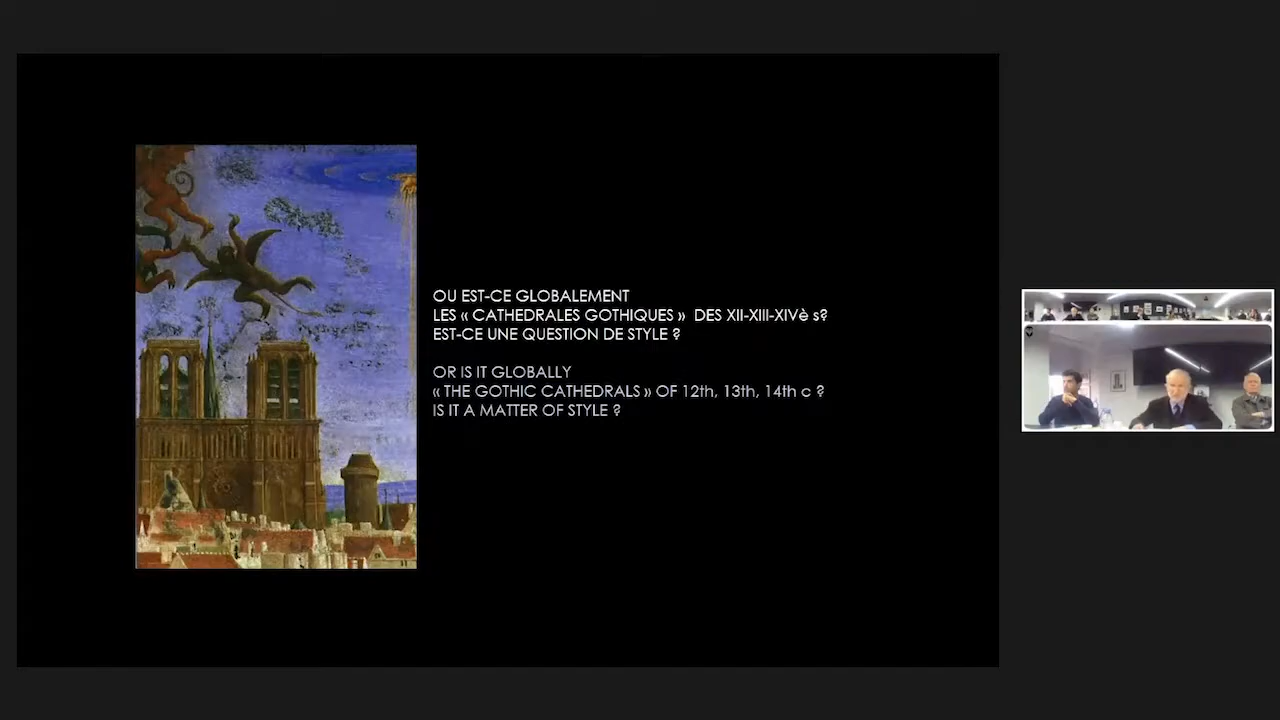 OU EST-CE GLOBALEMENT
LES « CATHEDRALES GOTHIQUES »  DES XII-XIII-XIVè s?
EST-CE UNE QUESTION DE STYLE ?
OR IS IT GLOBALLY
« THE GOTHIC CATHEDRALS » OF 12th, 13th, 14th c ?
IS IT A MATTER OF STYLE ?